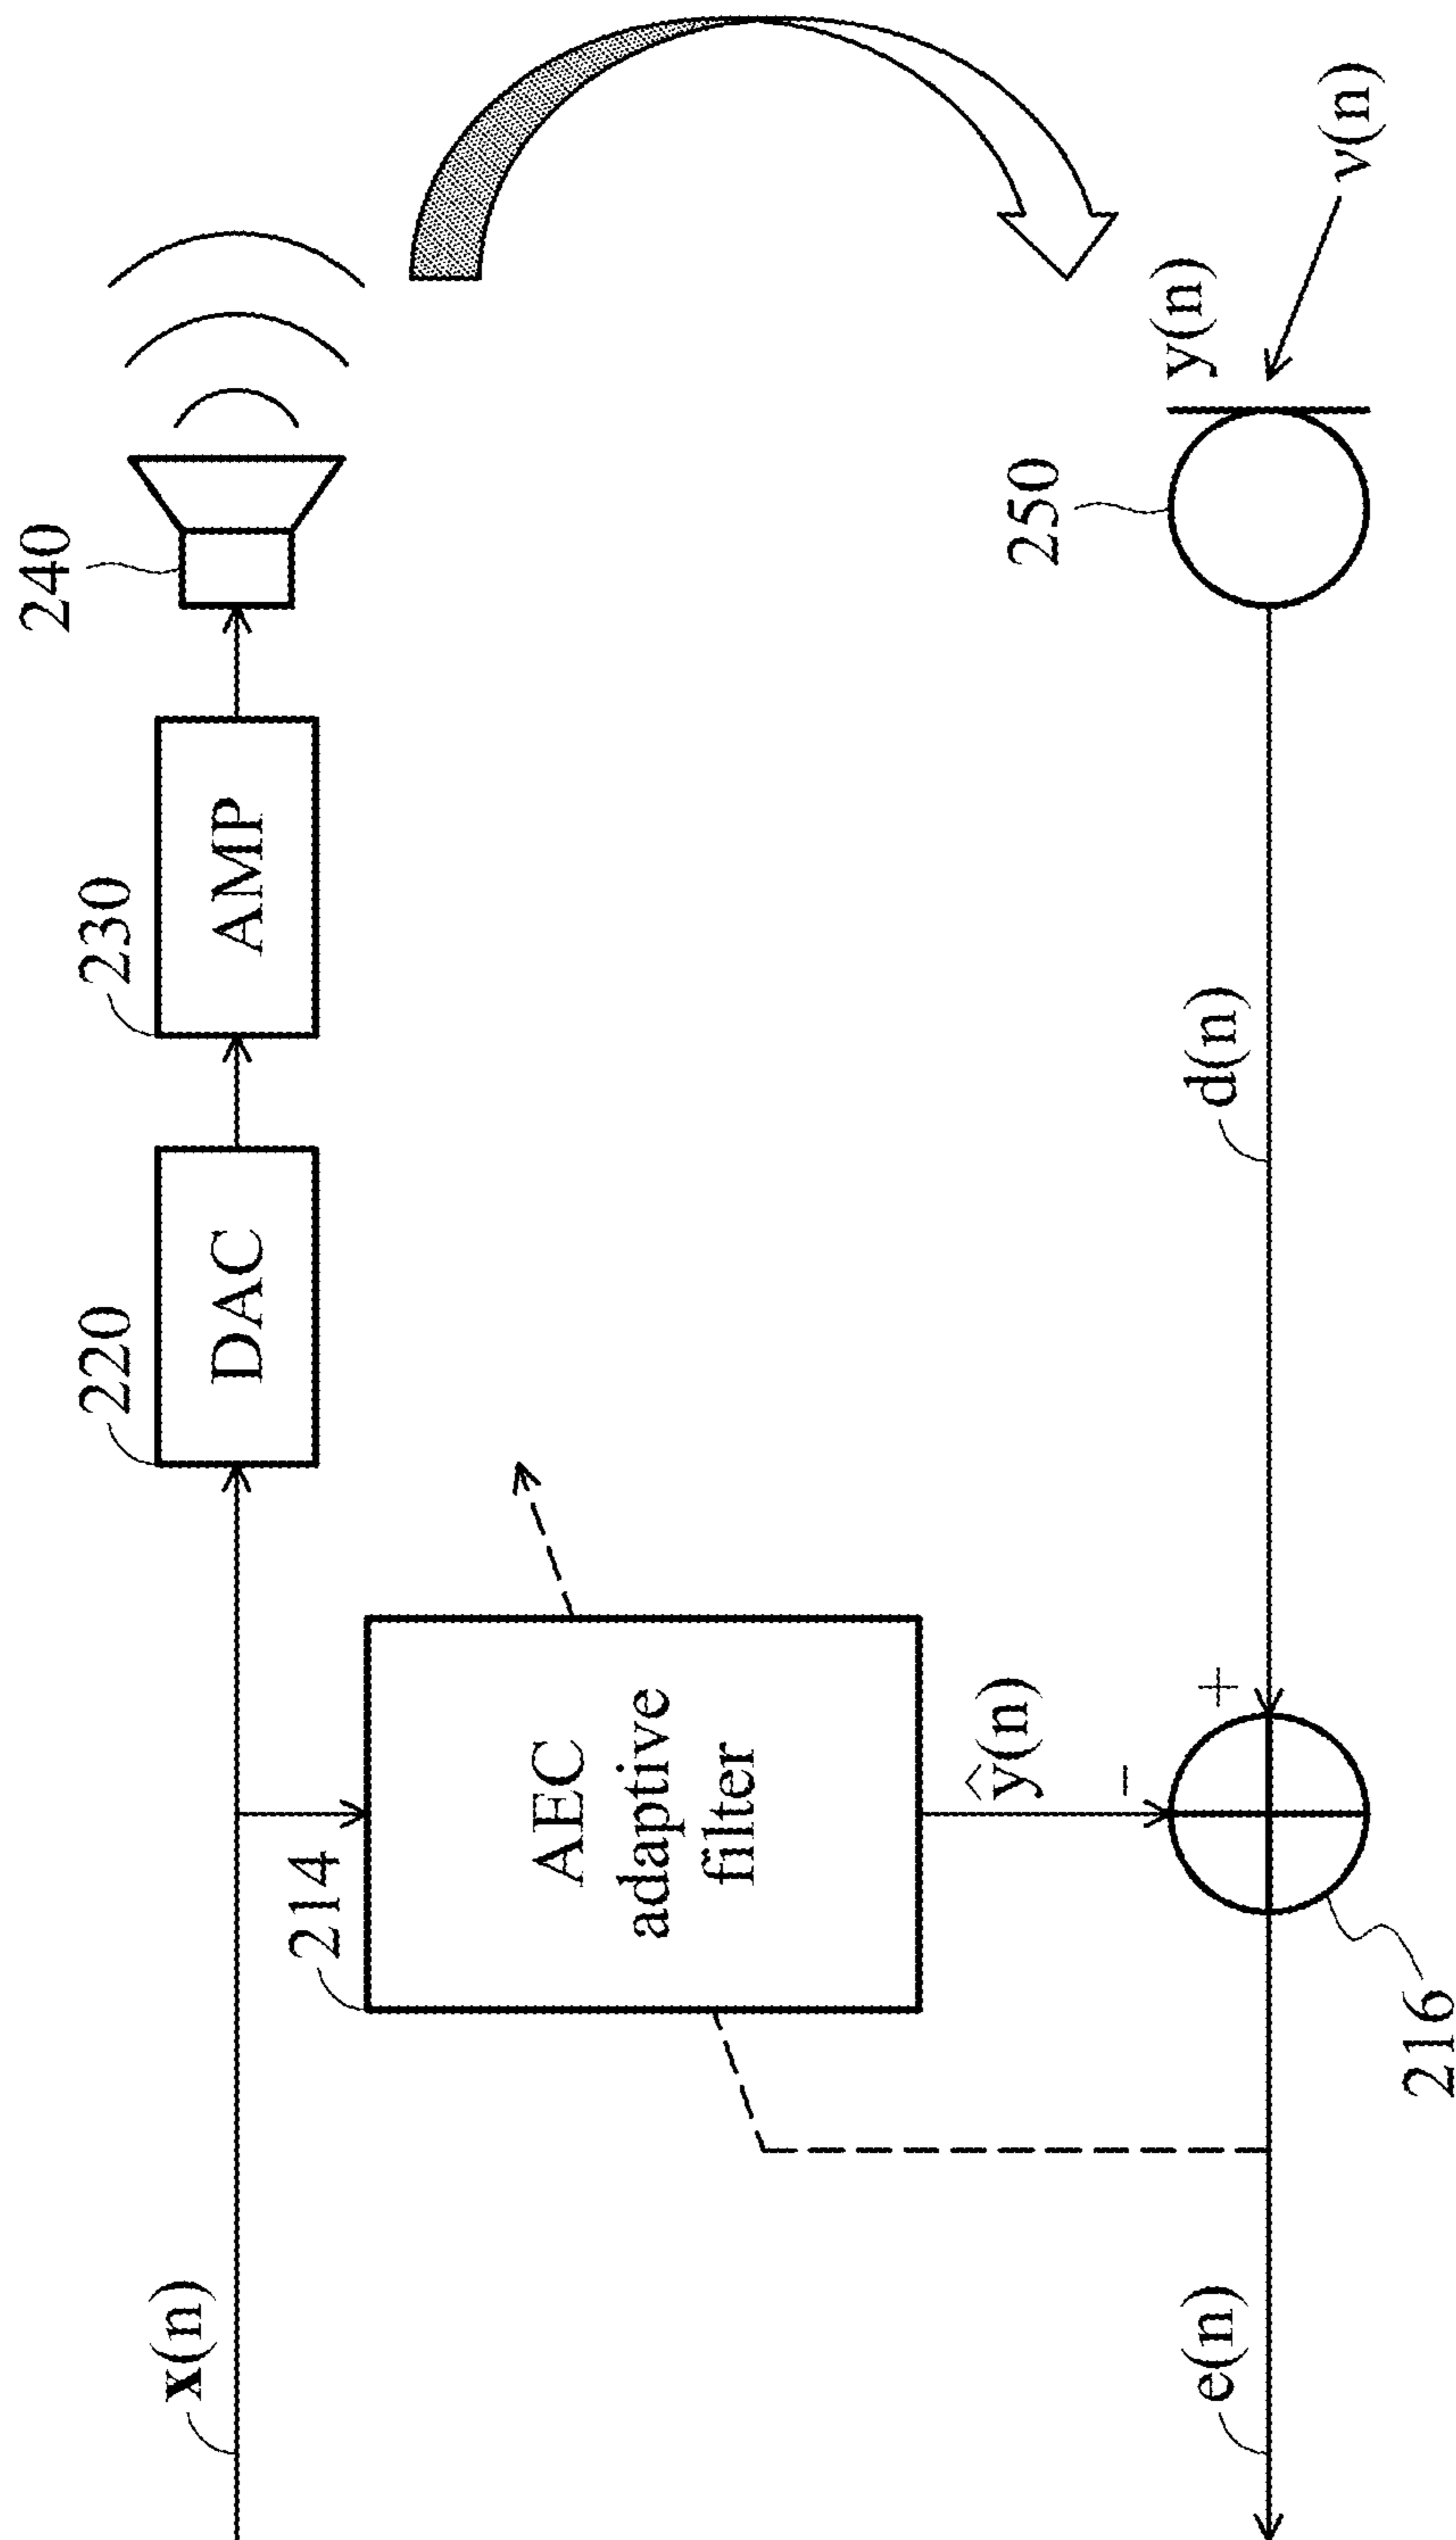 x(n)
220
DAC
230
AMP
240
214
AEC
adaptive
filter
ŷ(n)
−
+
y(n)
250
v(n)
d(n)
e(n)
216